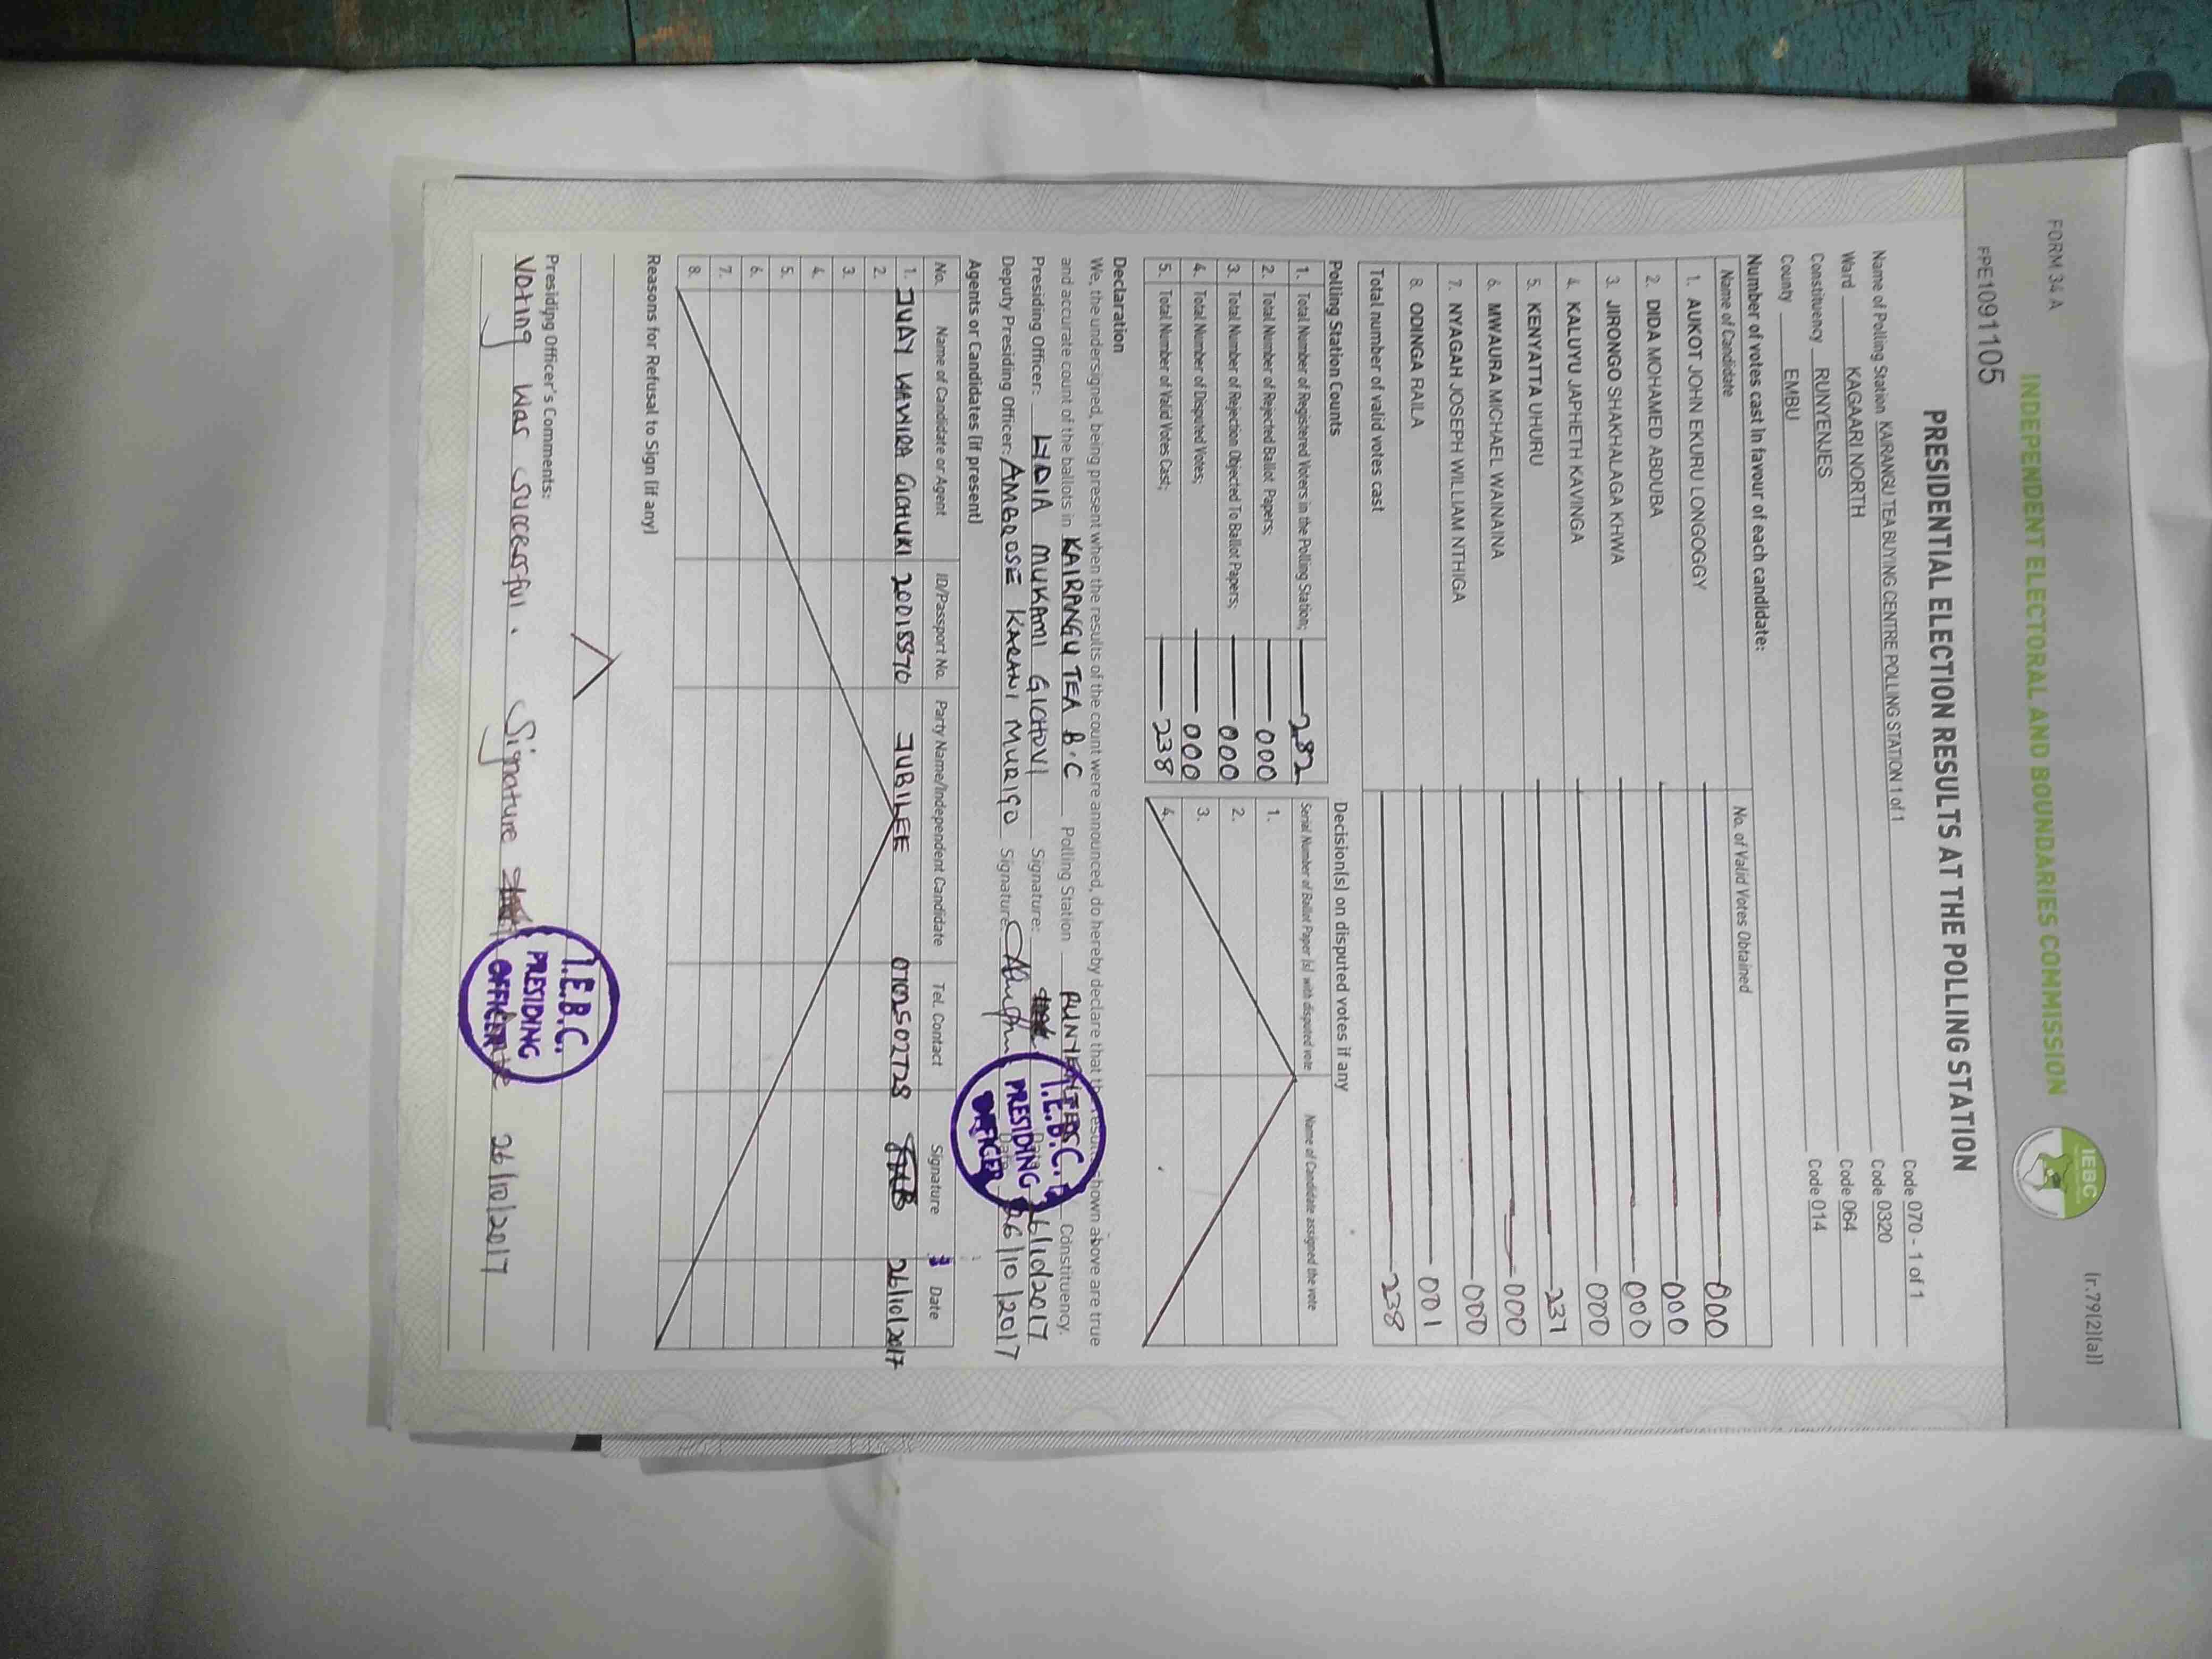 FORM 34 A
(r.79(2)(a))
INDEPENDENT ELECTORAL AND BOUNDARIES COMMISSION
IEBC
FPE1091105
PRESIDENTIAL ELECTION RESULTS AT THE POLLING STATION
Name of Polling Station KAIRANGU TEA BUYING CENTRE POLLING STATION 1 of 1 Code 070 - 1 of 1
Ward KAGAARI NORTH Code 0320
Constituency RUNYENJES Code 064
County EMBU Code 014
Number of votes cast in favour of each candidate:
Name of Candidate No. of Valid Votes Obtained
1. AUKOT JOHN EKURU LONGOGGY 000
2. DIDA MOHAMED ABDUBA 000
3. JIRONGO SHAKHALAGA KHWA 000
4. KALUYU JAPHETH KAVINGA 000
5. KENYATTA UHURU 237
6. MWAURA MICHAEL WAINAINA 000
7. NYAGAH JOSEPH WILLIAM NTHIGA 000
8. ODINGA RAILA 001
Total number of valid votes cast 238
Polling Station Counts
1. Total Number of Registered Voters in the Polling Station; 282
2. Total Number of Rejected Ballot Papers; 000
3. Total Number of Rejection Objected To Ballot Papers; 000
4. Total Number of Disputed Votes; 000
5. Total Number of Valid Votes Cast; 238
Decision(s) on disputed votes if any
Serial Number of Ballot Paper (s) with disputed vote Name of Candidate assigned the vote
1.
2.
3.
4.
Declaration
We, the undersigned, being present when the results of the count were announced, do hereby declare that the results shown above are true
and accurate count of the ballots in KAIRANGU TEA B.C Polling Station RUNYENJES Constituency.
Presiding Officer: LIDIA MUKAMI GICHOVI Signature: Date 26/10/2017
Deputy Presiding Officer: AMBROSE KARANI MURIGO Signature: Date 26/10/2017
I.E.B.C.
PRESIDING
OFFICER
Agents or Candidates (if present)
No. Name of Candidate or Agent ID/Passport No. Party Name/Independent Candidate Tel. Contact Signature Date
1. WAWIRA GICHUKI JUBILEE 26/10/2017
2.
3.
4.
5.
6.
7.
8.
Reasons for Refusal to Sign (if any)
Presiding Officer's Comments:
Voting was successful. Signature 26/10/2017
I.E.B.C.
PRESIDING
OFFICER